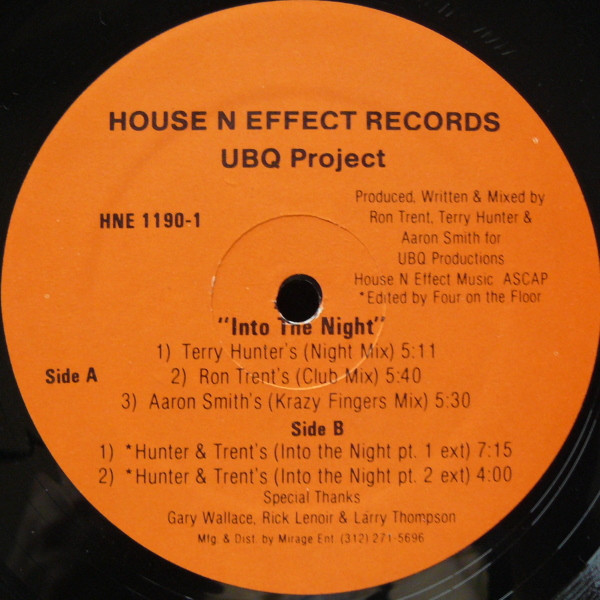 HOUSE N EFFECT RECORDS
UBQ Project
HNE 1190-1
Produced, Written & Mixed by
Ron Trent, Terry Hunter &
Aaron Smith for
UBQ Productions
House N Effect Music ASCAP
*Edited by Four on the Floor
"Into The Night"
Side A
1) Terry Hunter's (Night Mix) 5:11
2) Ron Trent's (Club Mix) 5:40
3) Aaron Smith's (Krazy Fingers Mix) 5:30
Side B
1) *Hunter & Trent's (Into the Night pt. 1 ext) 7:15
2) *Hunter & Trent's (Into the Night pt. 2 ext) 4:00
Special Thanks
Gary Wallace, Rick Lenoir & Larry Thompson
Mfg. & Dist. by Mirage Ent. (312) 271-5696